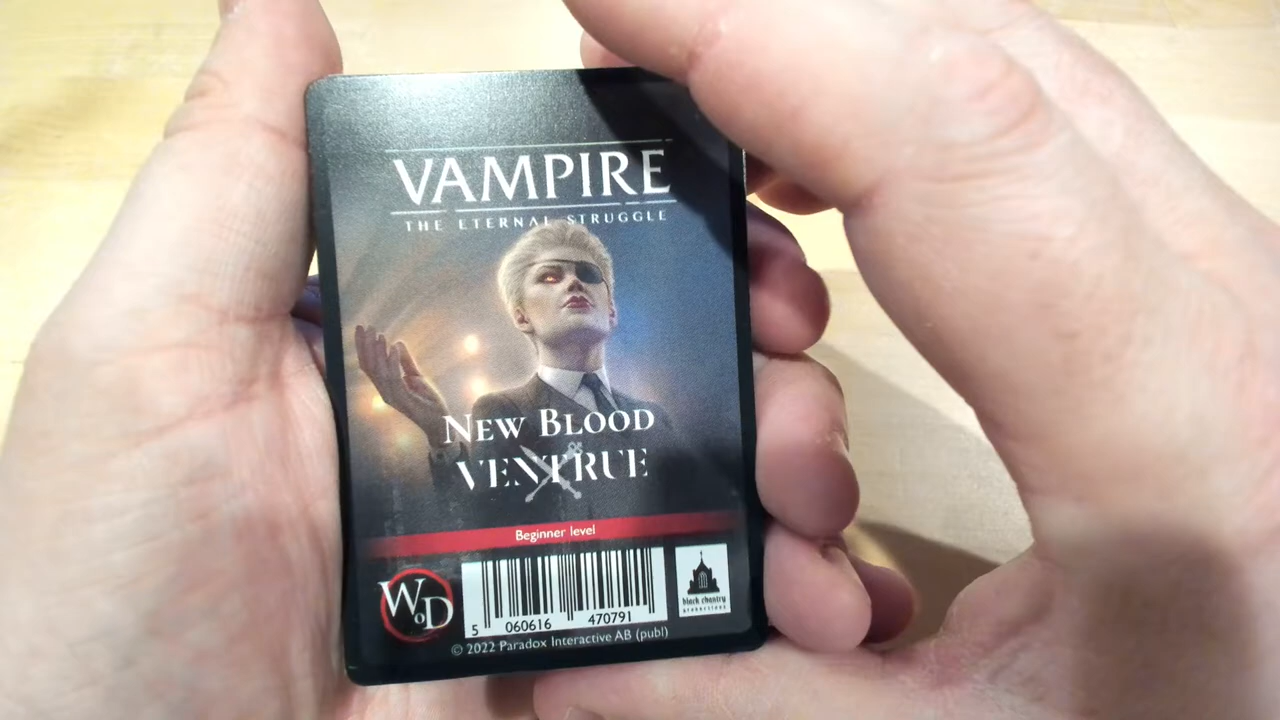 VAMPIRE
THE ETERNAL STRUGGLE
NEW BLOOD
VENTRUE
Beginner level
WoD
black chantry
productions
5 060616 470791
© 2022 Paradox Interactive AB (publ)